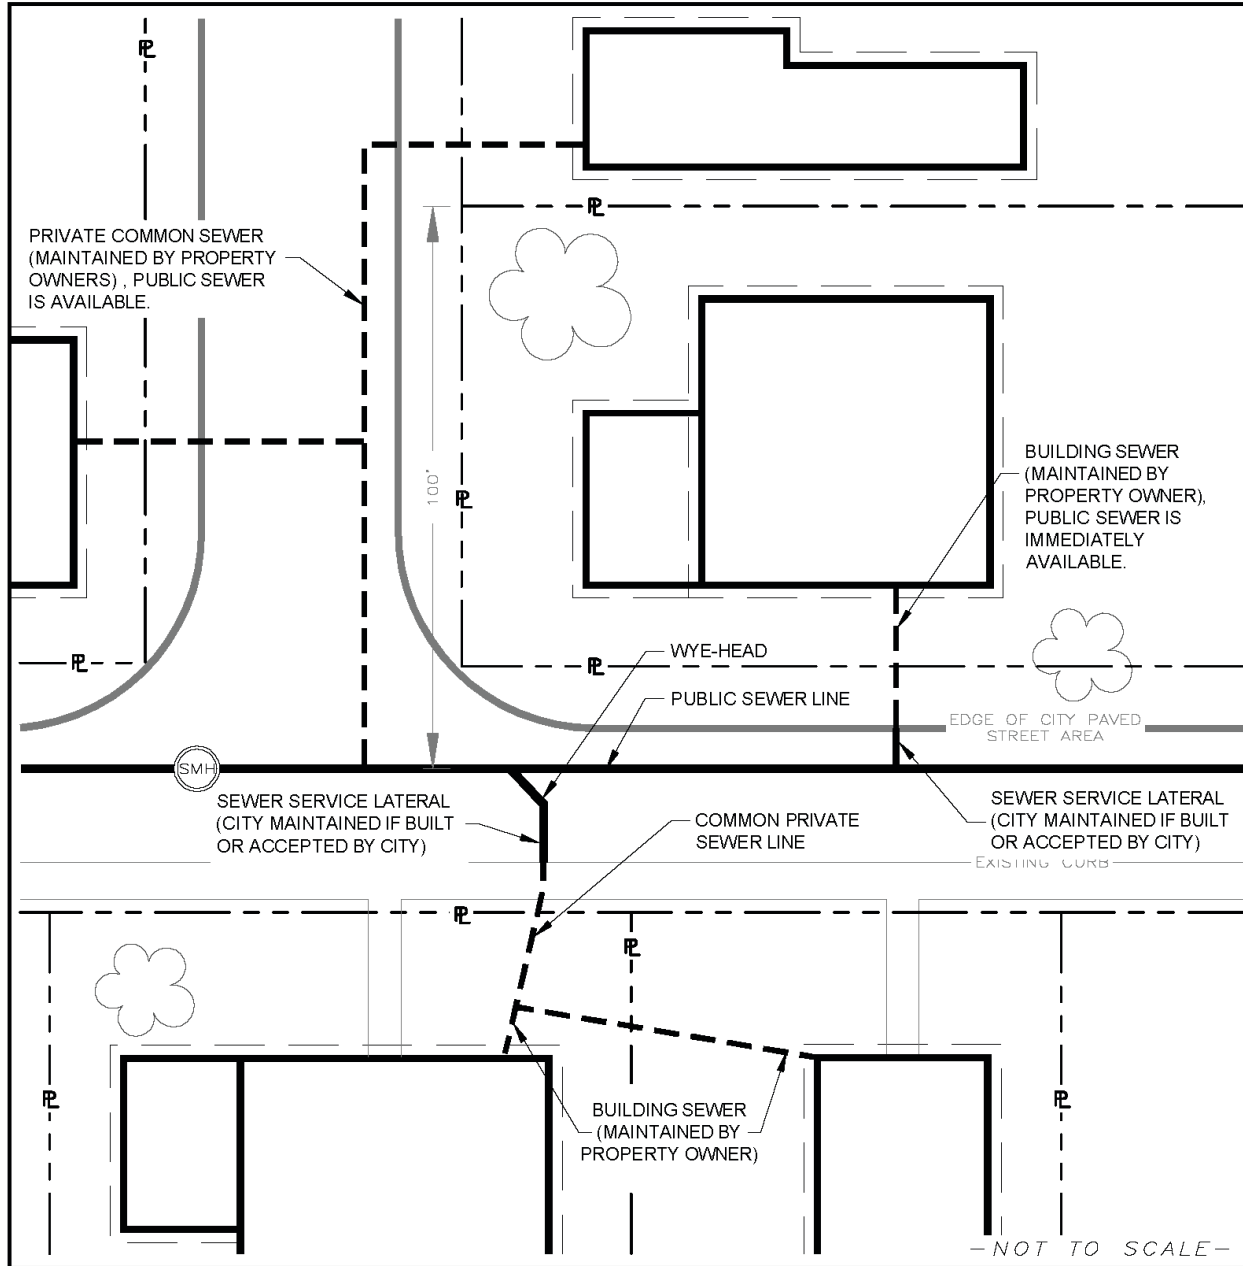 PL
PRIVATE COMMON SEWER
(MAINTAINED BY PROPERTY
OWNERS) , PUBLIC SEWER
IS AVAILABLE.
PL
100'
PL
BUILDING SEWER
(MAINTAINED BY
PROPERTY OWNER),
PUBLIC SEWER IS
IMMEDIATELY
AVAILABLE.
PL
WYE-HEAD
PL
PUBLIC SEWER LINE
EDGE OF CITY PAVED
STREET AREA
SMH
SEWER SERVICE LATERAL
(CITY MAINTAINED IF BUILT
OR ACCEPTED BY CITY)
COMMON PRIVATE
SEWER LINE
SEWER SERVICE LATERAL
(CITY MAINTAINED IF BUILT
OR ACCEPTED BY CITY)
EXISTING CURB
PL
PL
PL
BUILDING SEWER
(MAINTAINED BY
PROPERTY OWNER)
PL
-NOT TO SCALE-